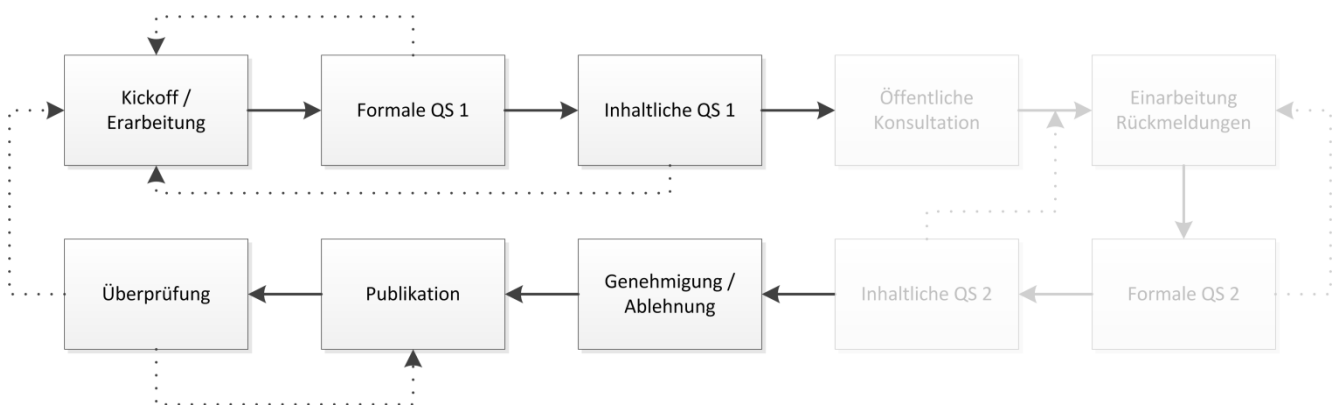 Kickoff /
Erarbeitung
Formale QS 1
Inhaltliche QS 1
Öffentliche
Konsultation
Einarbeitung
Rückmeldungen
Überprüfung
Publikation
Genehmigung /
Ablehnung
Inhaltliche QS 2
Formale QS 2